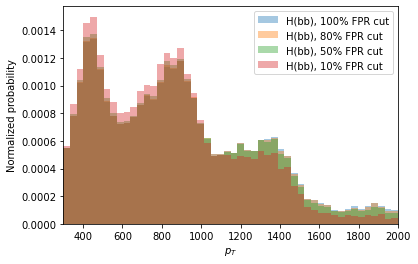 H(bb), 100% FPR cut
H(bb), 80% FPR cut
H(bb), 50% FPR cut
H(bb), 10% FPR cut
Normalized probability
0.0014
0.0012
0.0010
0.0008
0.0006
0.0004
0.0002
0.0000
400 600 800 1000 1200 1400 1600 1800 2000
p_T